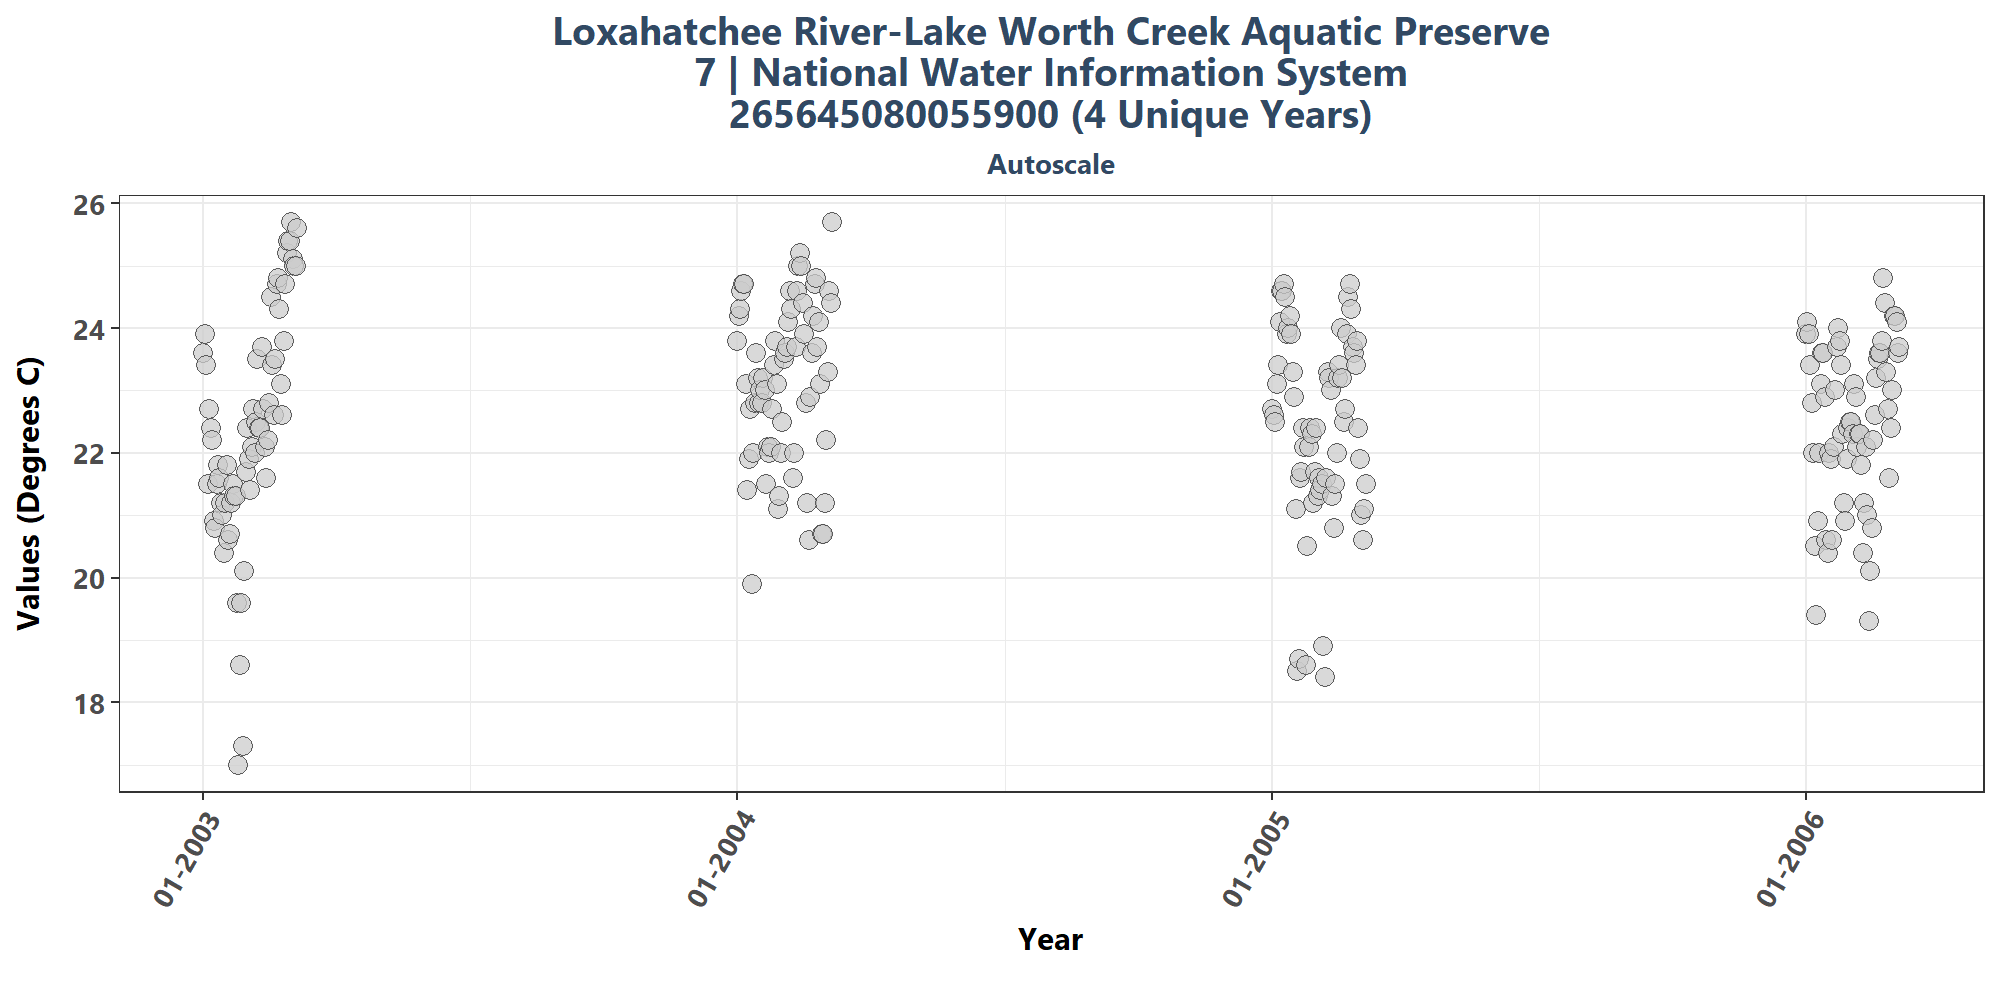 Loxahatchee River-Lake Worth Creek Aquatic Preserve
7 | National Water Information System
265645080055900 (4 Unique Years)
Autoscale
Values (Degrees C)
26
24
22
20
18
01-2003
01-2004
01-2005
01-2006
Year